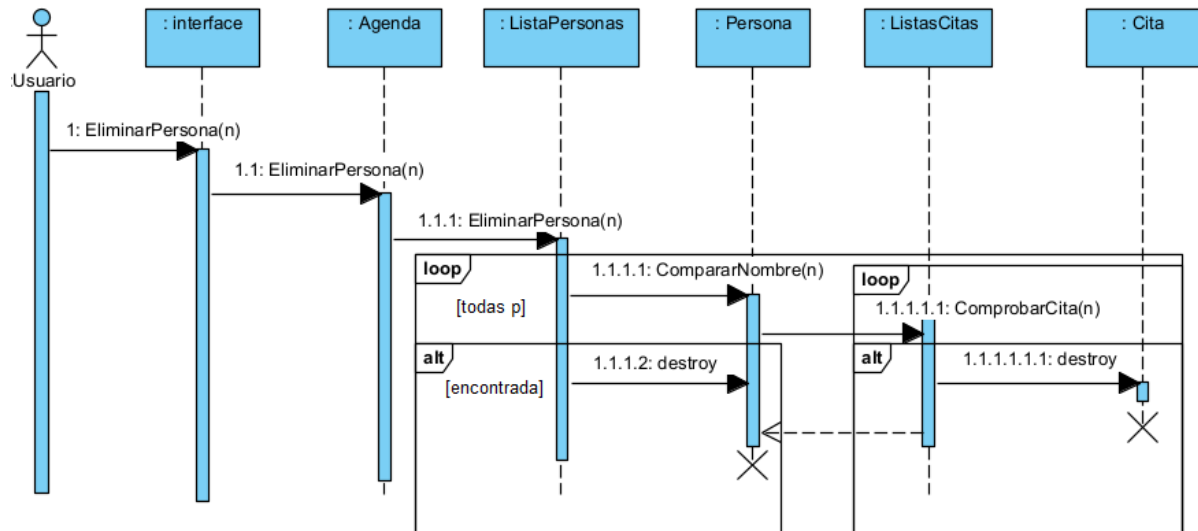 : interface
: Agenda
: ListaPersonas
: Persona
: ListasCitas
: Cita
:Usuario
1: EliminarPersona(n)
1.1: EliminarPersona(n)
1.1.1: EliminarPersona(n)
loop
[todas p]
1.1.1.1: CompararNombre(n)
loop
1.1.1.1.1: ComprobarCita(n)
alt
[encontrada]
1.1.1.2: destroy
alt
1.1.1.1.1.1: destroy